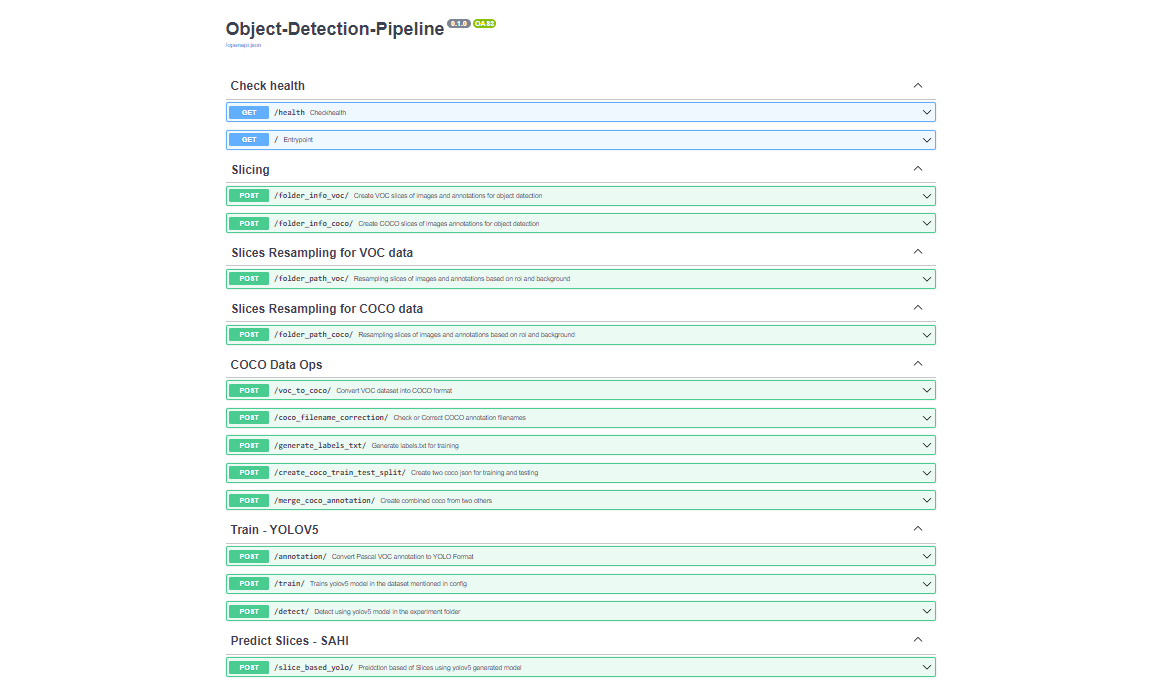 Object-Detection-Pipeline 0.1.0 OAS3
/openapi.json
Check health
GET /health Checkhealth
GET / Entrypoint
Slicing
POST /folder_info_voc/ Create VOC slices of images and annotations for object detection
POST /folder_info_coco/ Create COCO slices of images annotations for object detection
Slices Resampling for VOC data
POST /folder_path_voc/ Resampling slices of images and annotations based on roi and background
Slices Resampling for COCO data
POST /folder_path_coco/ Resampling slices of images and annotations based on roi and background
COCO Data Ops
POST /voc_to_coco/ Convert VOC dataset into COCO format
POST /coco_filename_correction/ Check or Correct COCO annotation filenames
POST /generate_labels_txt/ Generate labels.txt for training
POST /create_coco_train_test_split/ Create two coco json for training and testing
POST /merge_coco_annotation/ Create combined coco from two others
Train - YOLOV5
POST /annotation/ Convert Pascal VOC annotation to YOLO Format
POST /train/ Trains yolov5 model in the dataset mentioned in config
POST /detect/ Detect using yolov5 model in the experiment folder
Predict Slices - SAHI
POST /slice_based_yolo/ Preidction based of Slices using yolov5 generated model